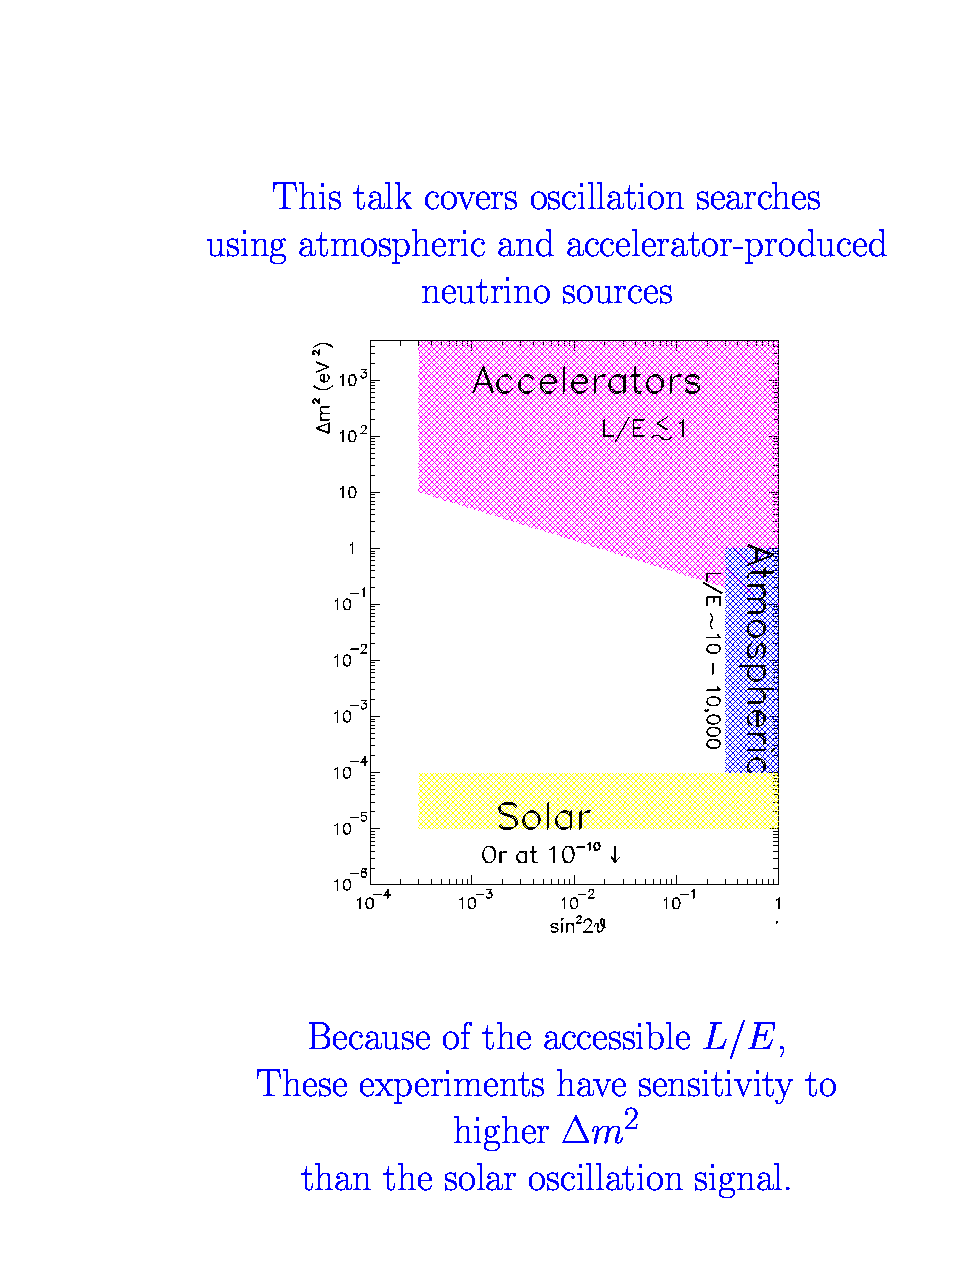 This talk covers oscillation searches
using atmospheric and accelerator-produced
neutrino sources
Δm² (eV²)
10³
10²
10
1
10⁻¹
10⁻²
10⁻³
10⁻⁴
10⁻⁵
10⁻⁶
Accelerators
L/E ≲ 1
Atmospheric
L/E ~ 10 – 10,000
Solar
Or at 10⁻¹⁰ ↓
10⁻⁴ 10⁻³ 10⁻² 10⁻¹ 1
sin²2ϑ
Because of the accessible L/E,
These experiments have sensitivity to
higher Δm²
than the solar oscillation signal.